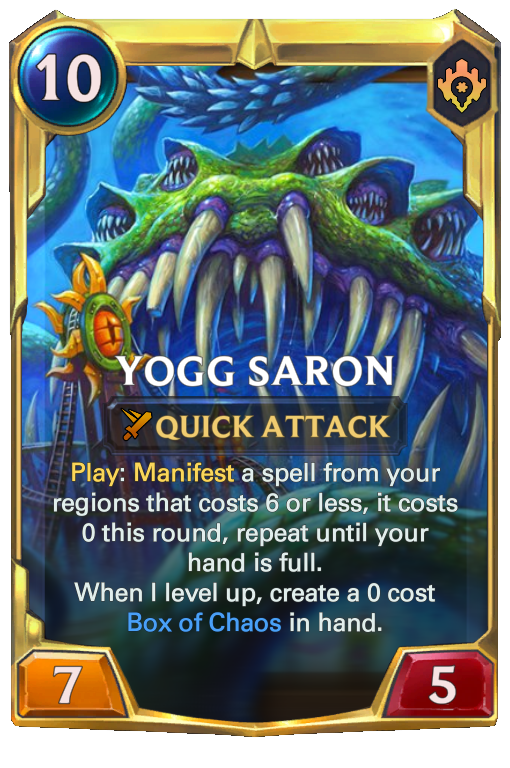 10
YOGG SARON
QUICK ATTACK
Play: Manifest a spell from your
regions that costs 6 or less, it costs
0 this round, repeat until your
hand is full.
When I level up, create a 0 cost
Box of Chaos in hand.
7
5